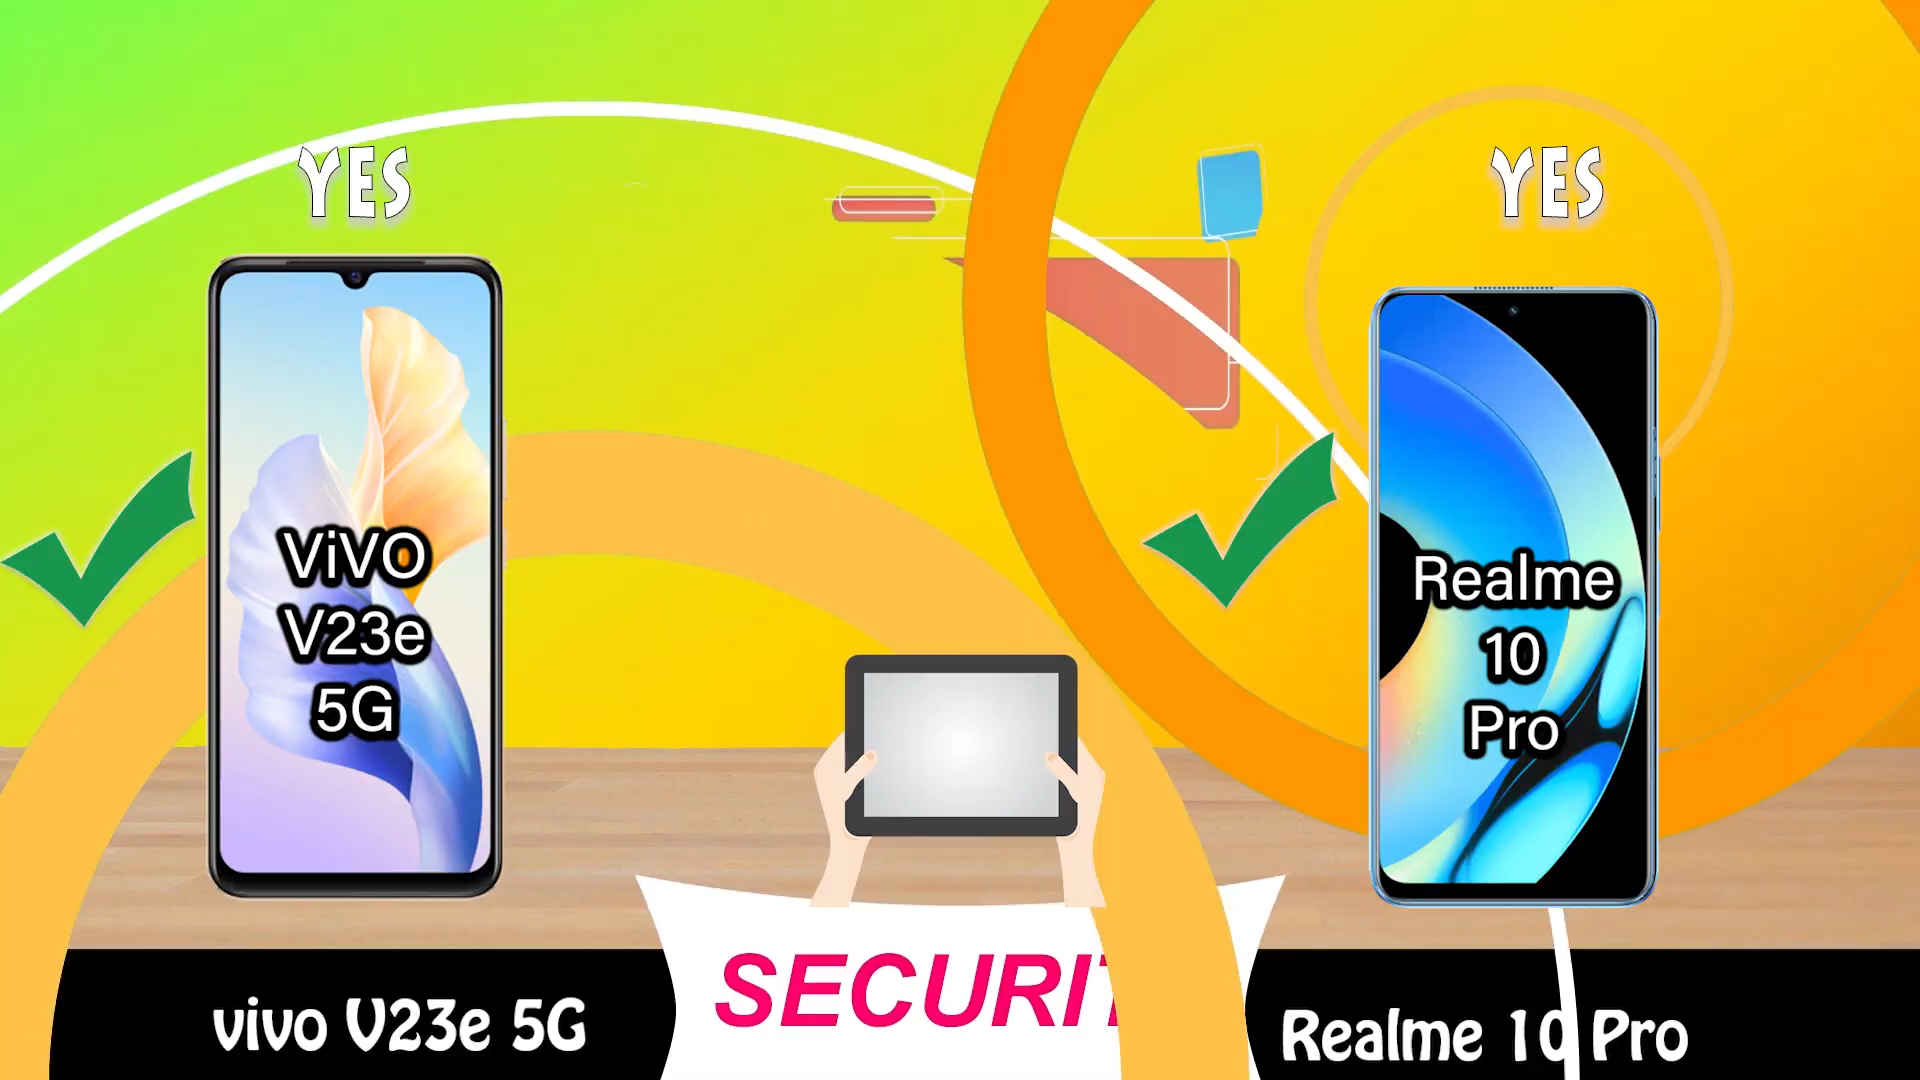 YES
YES
ViVO
V23e
5G
Realme
10
Pro
SECURIT
vivo V23e 5G
Realme 10 Pro